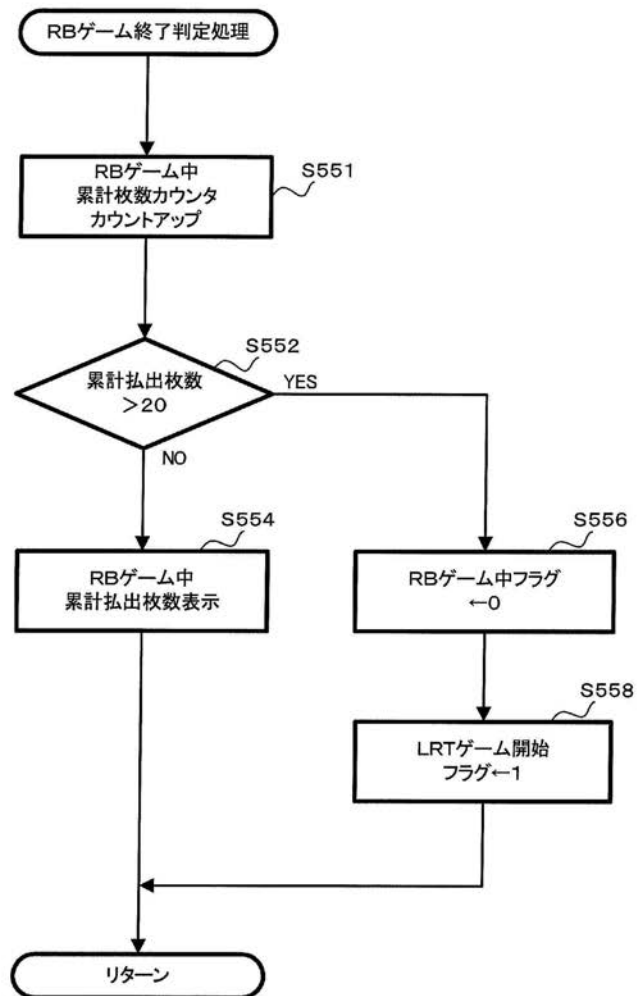 RBゲーム終了判定処理
S551
RBゲーム中
累計枚数カウンタ
カウントアップ
S552
累計払出枚数
>20
YES
NO
S554
RBゲーム中
累計払出枚数表示
S556
RBゲーム中フラグ
←0
S558
LRTゲーム開始
フラグ←1
リターン